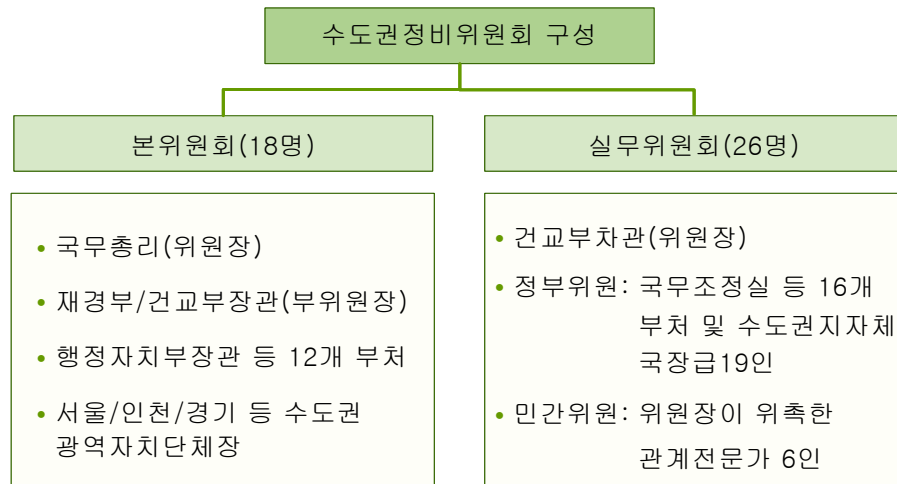 수도권정비위원회 구성
본위원회(18명)
• 국무총리(위원장)
• 재경부/건교부장관(부위원장)
• 행정자치부장관 등 12개 부처
• 서울/인천/경기 등 수도권
광역자치단체장
실무위원회(26명)
• 건교부차관(위원장)
• 정부위원: 국무조정실 등 16개
부처 및 수도권지자체
국장급19인
• 민간위원: 위원장이 위촉한
관계전문가 6인